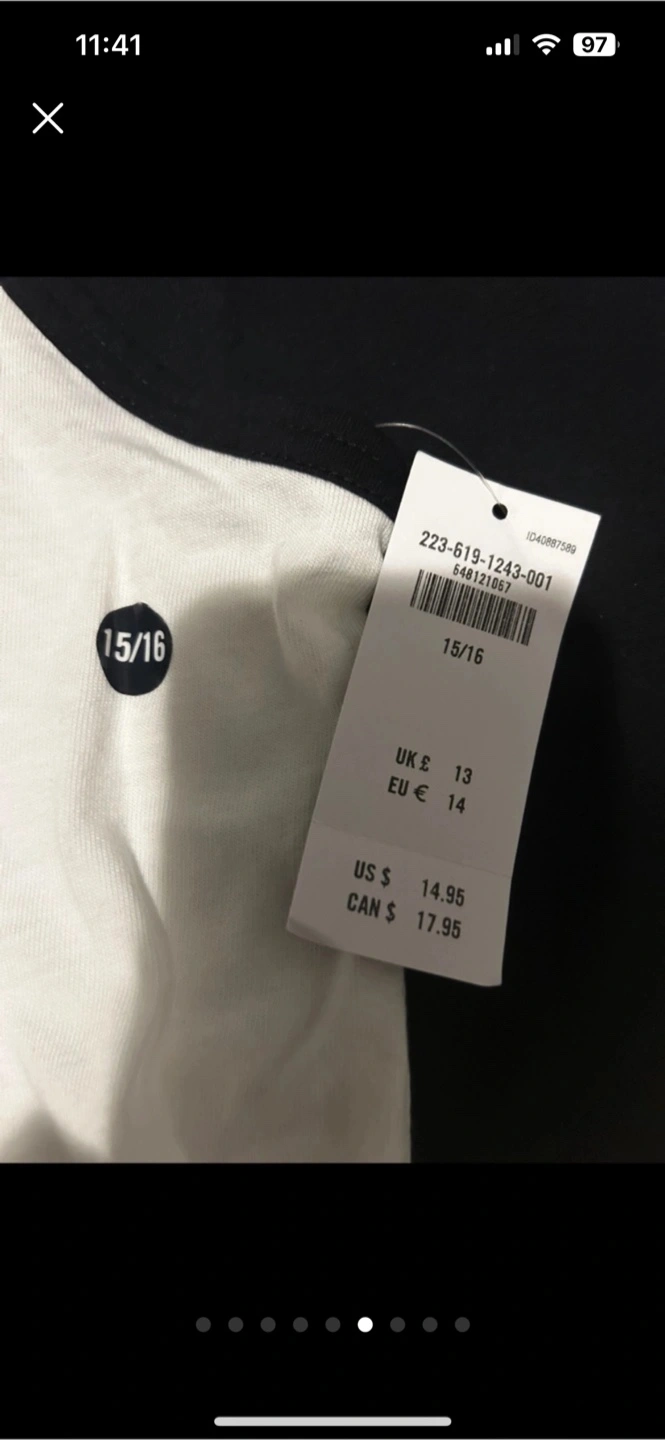 11:41
97
ID40887589
223-619-1243-001
548121067
15/16
15/16
UK £ 13
EU € 14
US $ 14.95
CAN $ 17.95